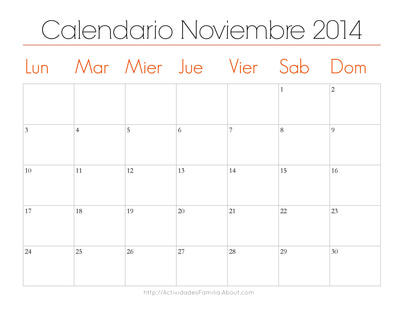 Calendario Noviembre 2014
Lun Mar Mier Jue Vier Sab Dom
1 2
3 4 5 6 7 8 9
10 11 12 13 14 15 16
17 18 19 20 21 22 23
24 25 26 27 28 29 30
http://ActividadesFamilia.About.com